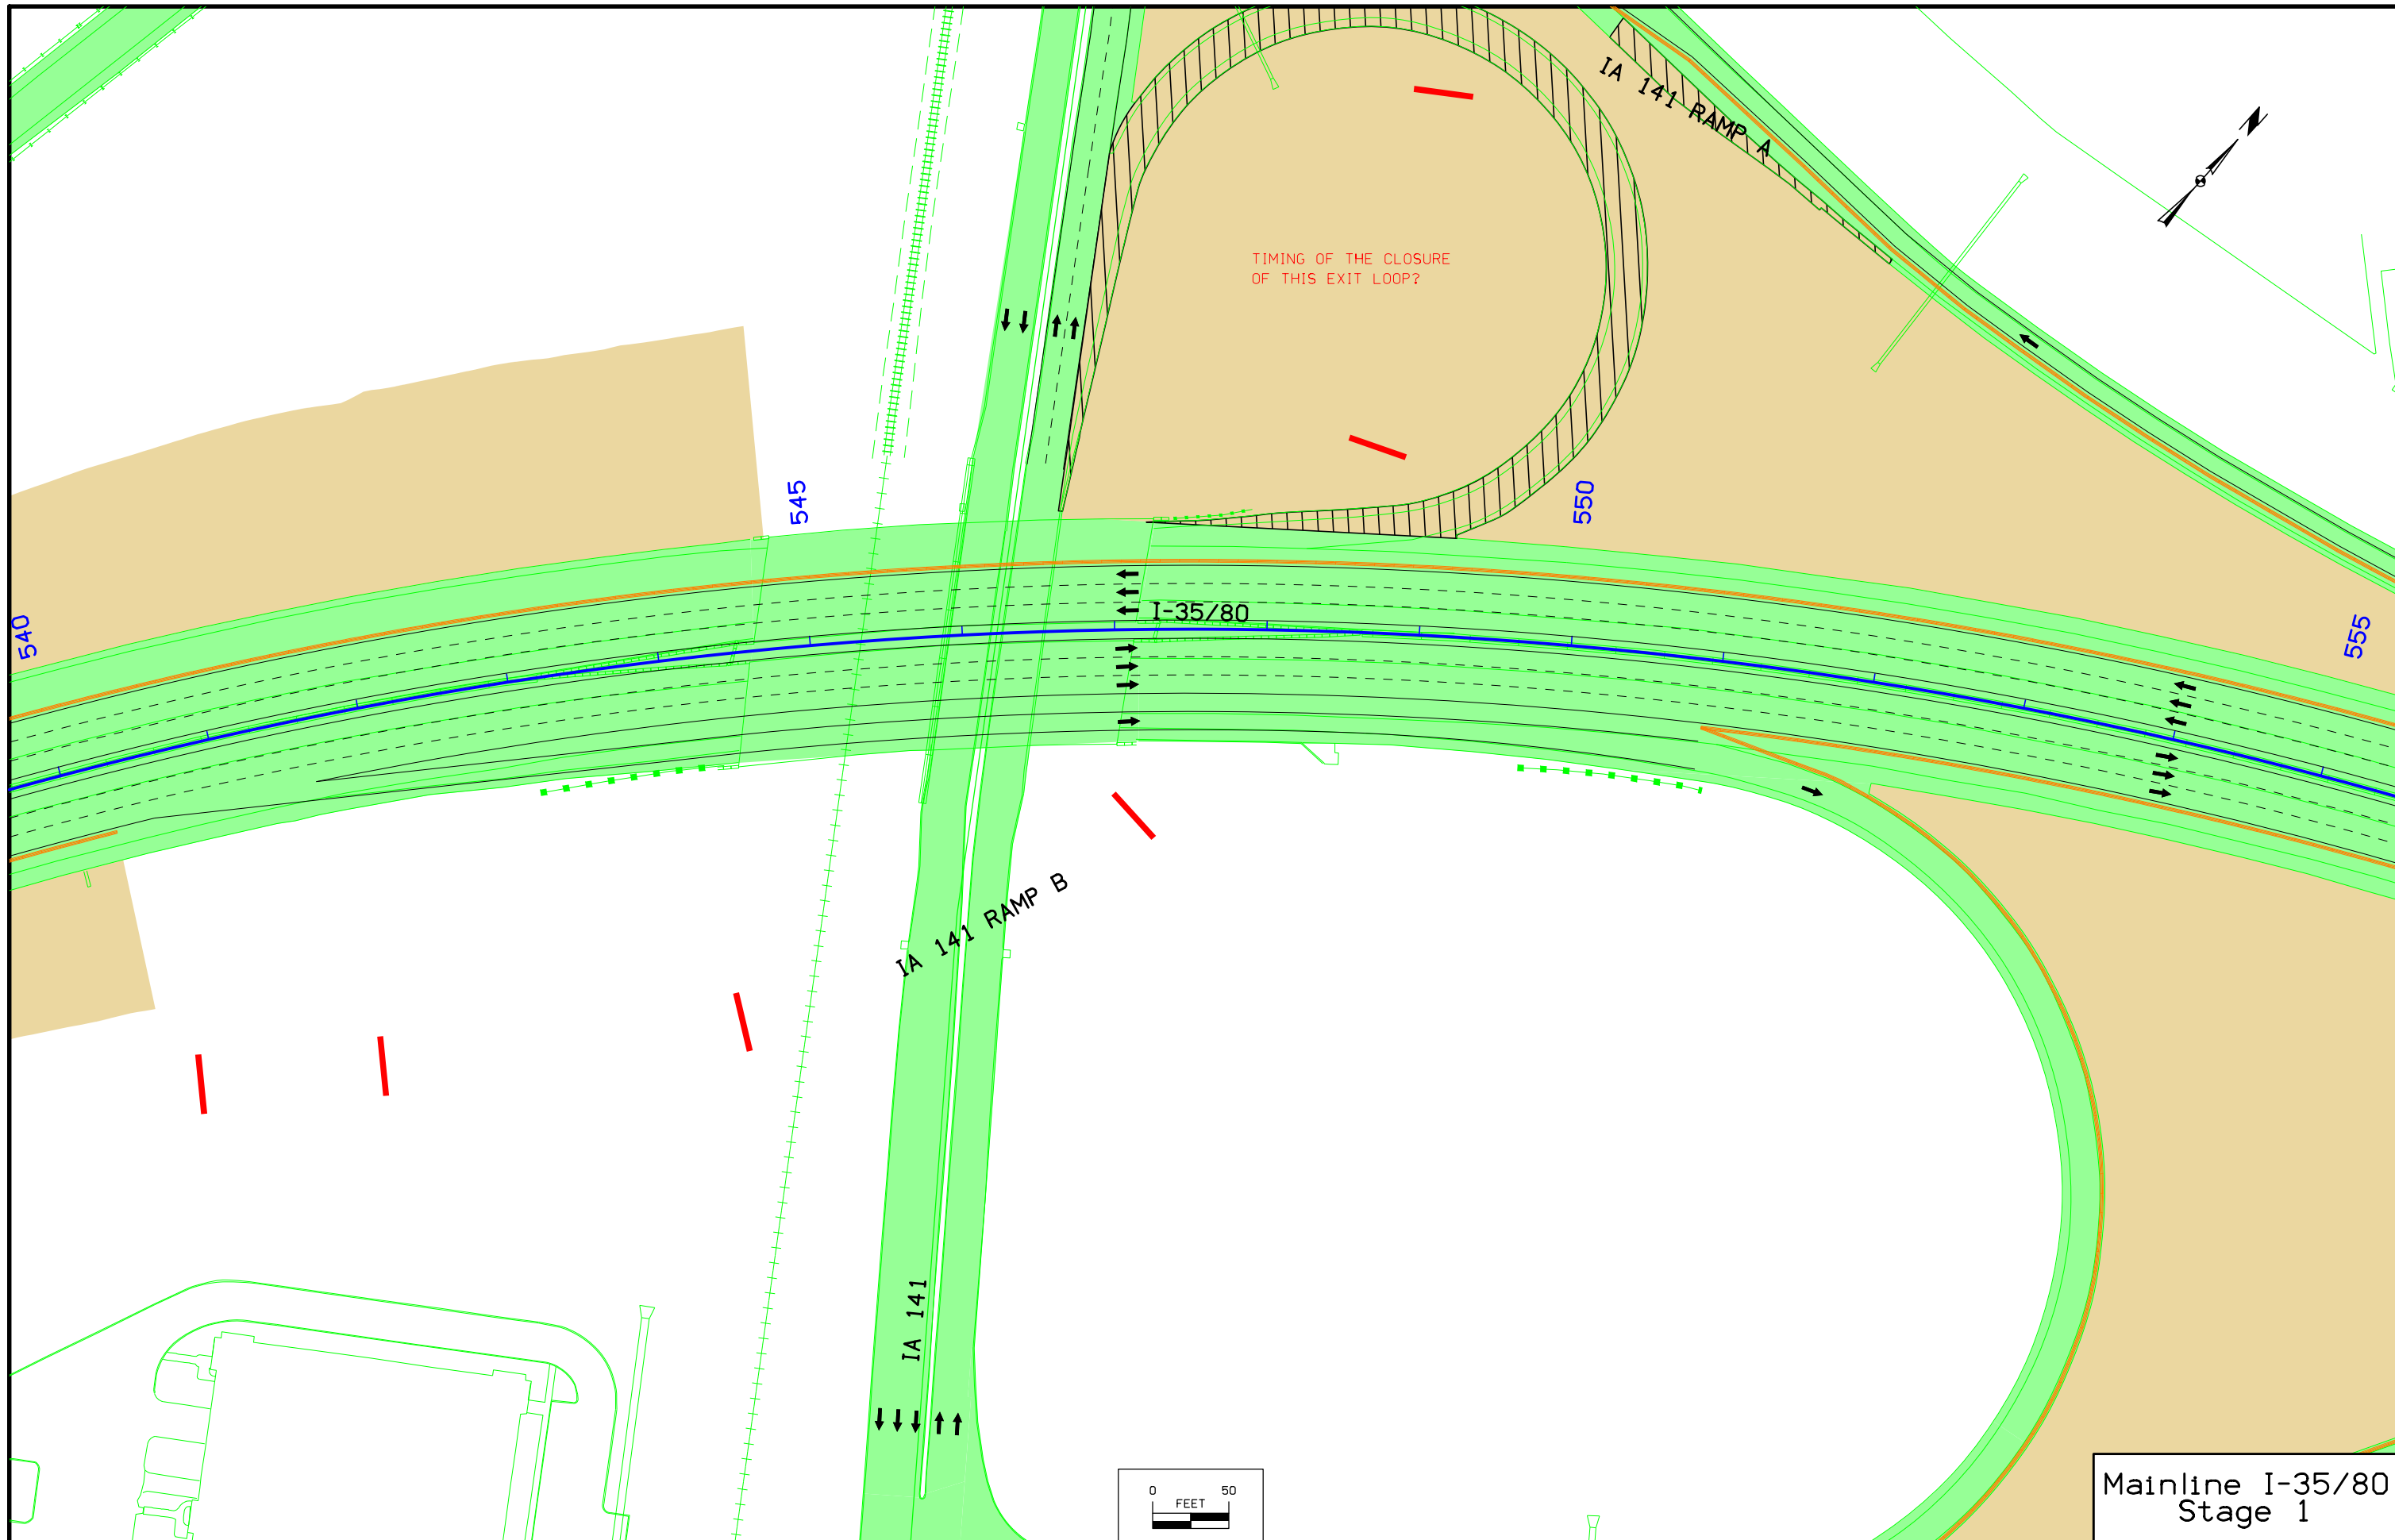 IA 141 RAMP A
TIMING OF THE CLOSURE
OF THIS EXIT LOOP?
545
550
I-35/80
540
555
IA 141 RAMP B
IA 141
0 50
FEET
Mainline I-35/80
Stage 1